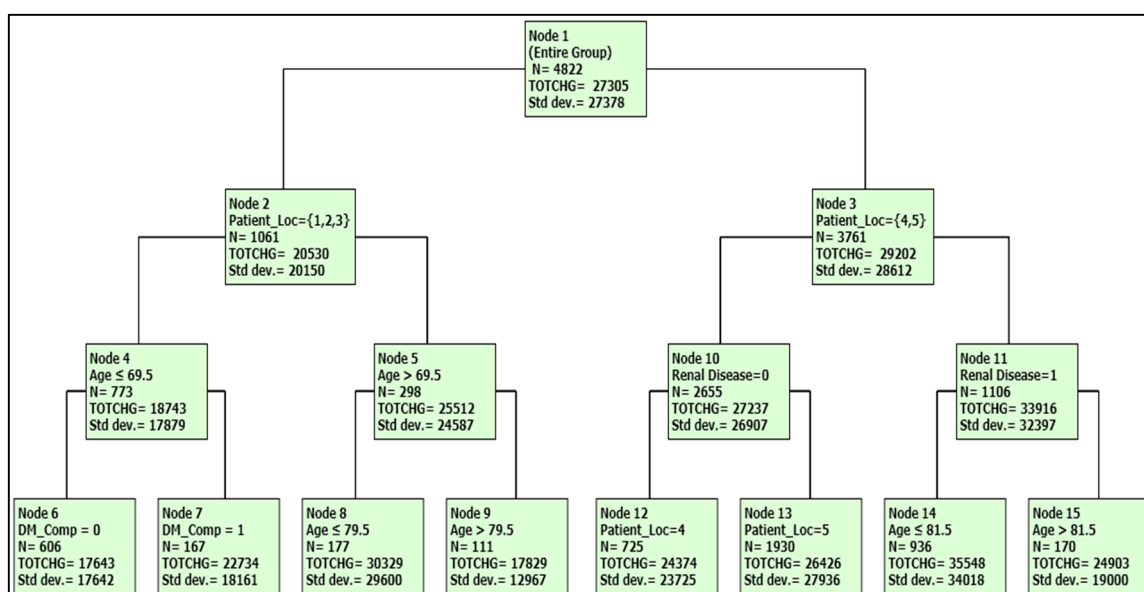 Node 1
(Entire Group)
N= 4822
TOTCHG= 27305
Std dev.= 27378
Node 2
Patient_Loc={1,2,3}
N= 1061
TOTCHG= 20530
Std dev.= 20150
Node 3
Patient_Loc={4,5}
N= 3761
TOTCHG= 29202
Std dev.= 28612
Node 4
Age ≤ 69.5
N= 773
TOTCHG= 18743
Std dev.= 17879
Node 5
Age > 69.5
N= 298
TOTCHG= 25512
Std dev.= 24587
Node 10
Renal Disease=0
N= 2655
TOTCHG= 27237
Std dev.= 26907
Node 11
Renal Disease=1
N= 1106
TOTCHG= 33916
Std dev.= 32397
Node 6
DM_Comp = 0
N= 606
TOTCHG= 17643
Std dev.= 17642
Node 7
DM_Comp = 1
N= 167
TOTCHG= 22734
Std dev.= 18161
Node 8
Age ≤ 79.5
N= 177
TOTCHG= 30329
Std dev.= 29600
Node 9
Age > 79.5
N= 111
TOTCHG= 17829
Std dev.= 12967
Node 12
Patient_Loc=4
N= 725
TOTCHG= 24374
Std dev.= 23725
Node 13
Patient_Loc=5
N= 1930
TOTCHG= 26426
Std dev.= 27936
Node 14
Age ≤ 81.5
N= 936
TOTCHG= 35548
Std dev.= 34018
Node 15
Age > 81.5
N= 170
TOTCHG= 24903
Std dev.= 19000